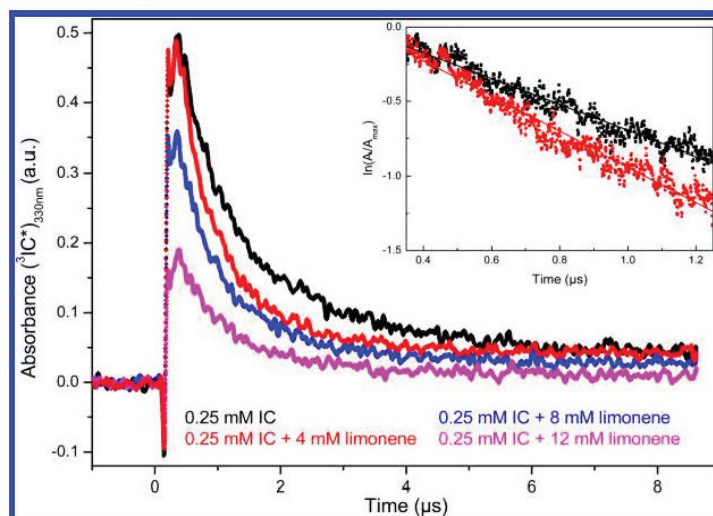 Absorbance (³IC*)₃₃₀nm (a.u.)
0.5
0.4
0.3
0.2
0.1
0.0
-0.1
0
2
4
6
8
Time (µs)
0.25 mM IC
0.25 mM IC + 4 mM limonene
0.25 mM IC + 8 mM limonene
0.25 mM IC + 12 mM limonene
ln(A/Amax)
0.0
-0.5
-1.0
-1.5
0.4
0.6
0.8
1.0
1.2
Time (µs)